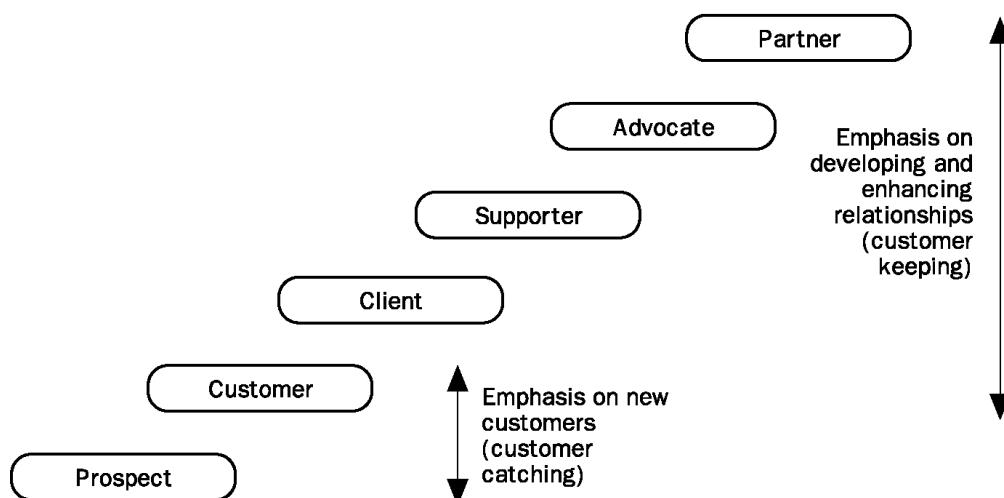 Partner
Advocate
Emphasis on
developing and
enhancing
relationships
(customer
keeping)
Supporter
Client
Customer
Emphasis on new
customers
(customer
catching)
Prospect